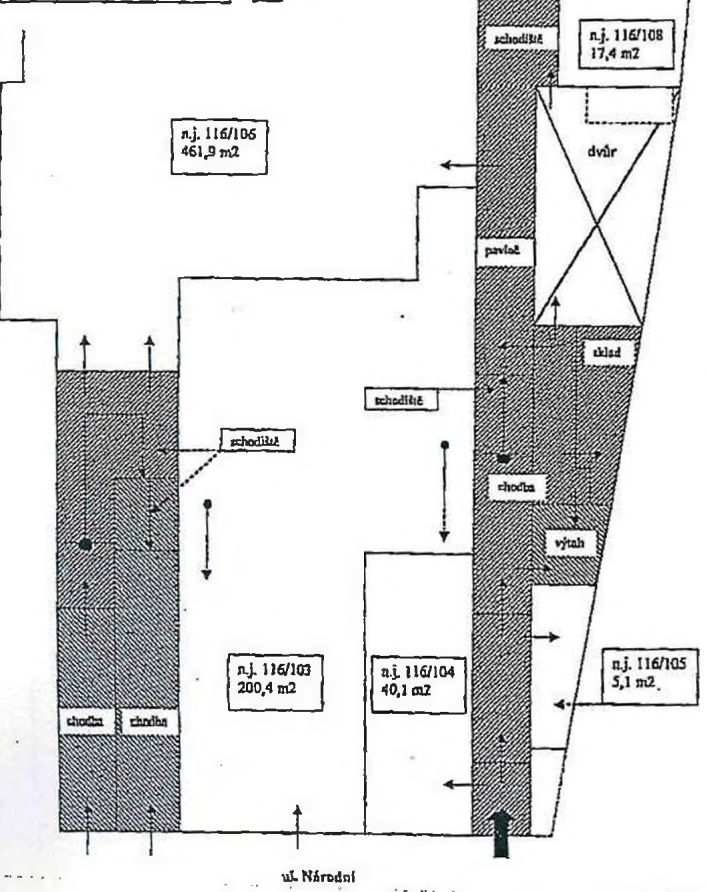 schodiště
n.j. 116/108
17,4 m2
n.j. 116/106
461,9 m2
dvůr
pavlač
sklad
schodiště
schodiště
chodba
výtah
n.j. 116/103
200,4 m2
n.j. 116/104
40,1 m2
n.j. 116/105
5,1 m2
chodba
chodba
ul. Národní